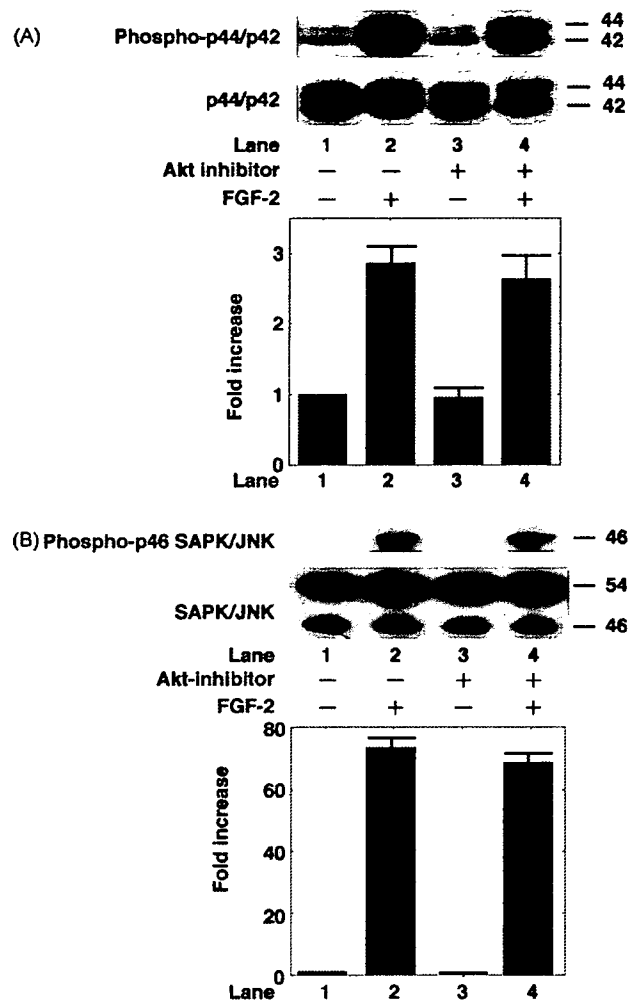 (A)
Phospho-p44/p42 — 44
— 42
p44/p42 — 44
— 42
Lane 1 2 3 4
Akt inhibitor — — + +
FGF-2 — + — +
3
2
1
0
Fold increase
Lane 1 2 3 4
(B) Phospho-p46 SAPK/JNK — 46
— 54
SAPK/JNK
— 46
Lane 1 2 3 4
Akt-inhibitor — — + +
FGF-2 — + — +
80
60
40
20
0
Fold increase
Lane 1 2 3 4